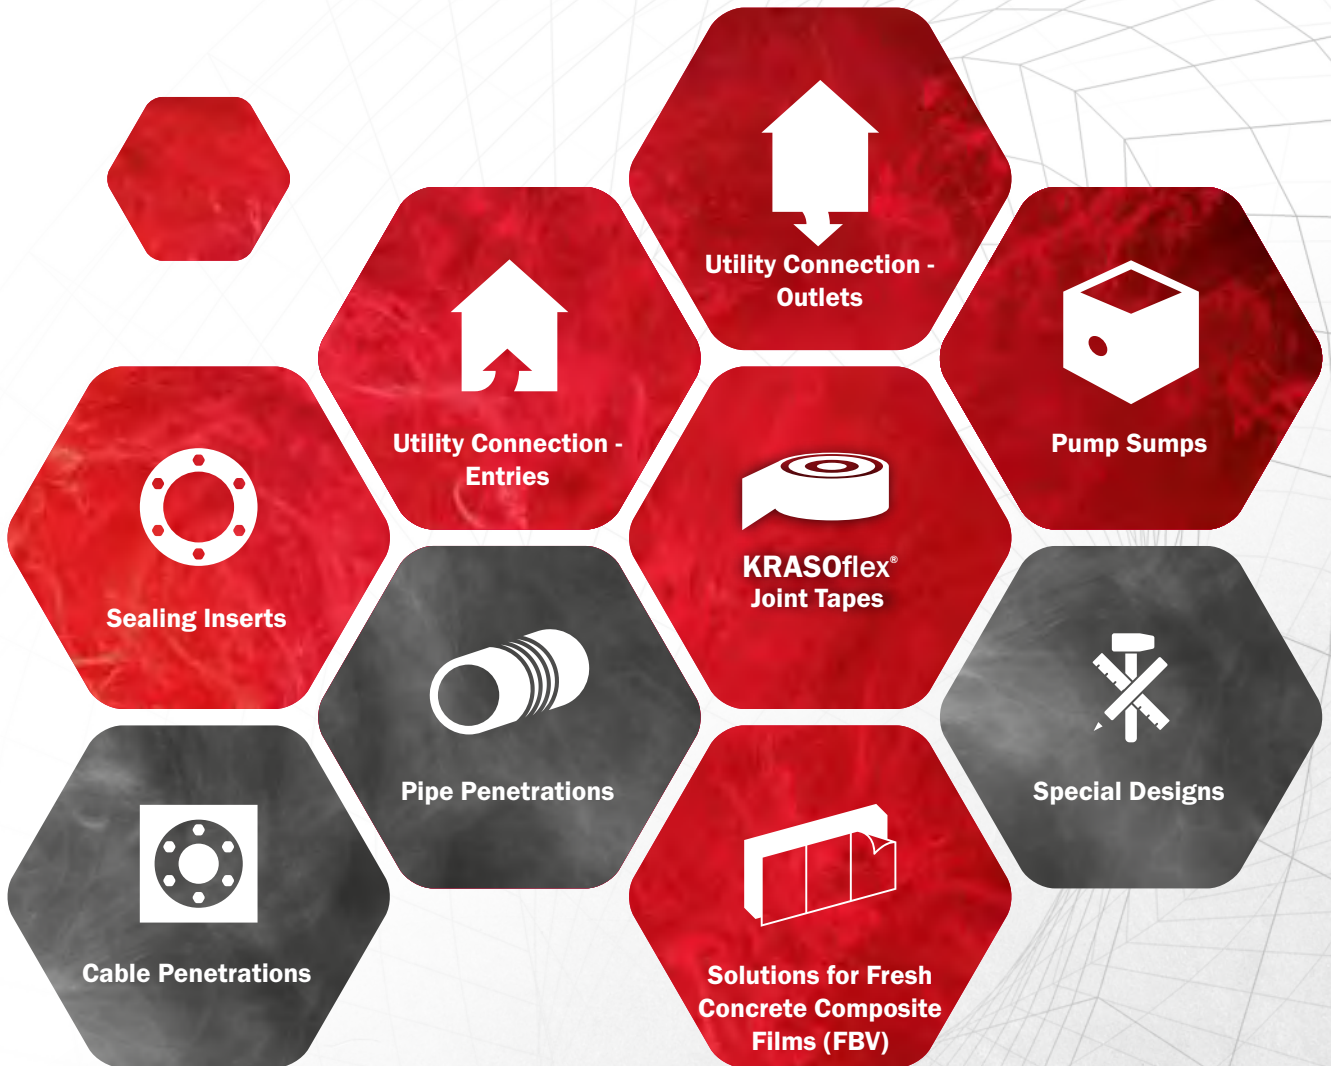 Utility Connection -
Outlets
Utility Connection -
Entries
Pump Sumps
Sealing Inserts
KRASOflex®
Joint Tapes
Pipe Penetrations
Special Designs
Cable Penetrations
Solutions for Fresh
Concrete Composite
Films (FBV)